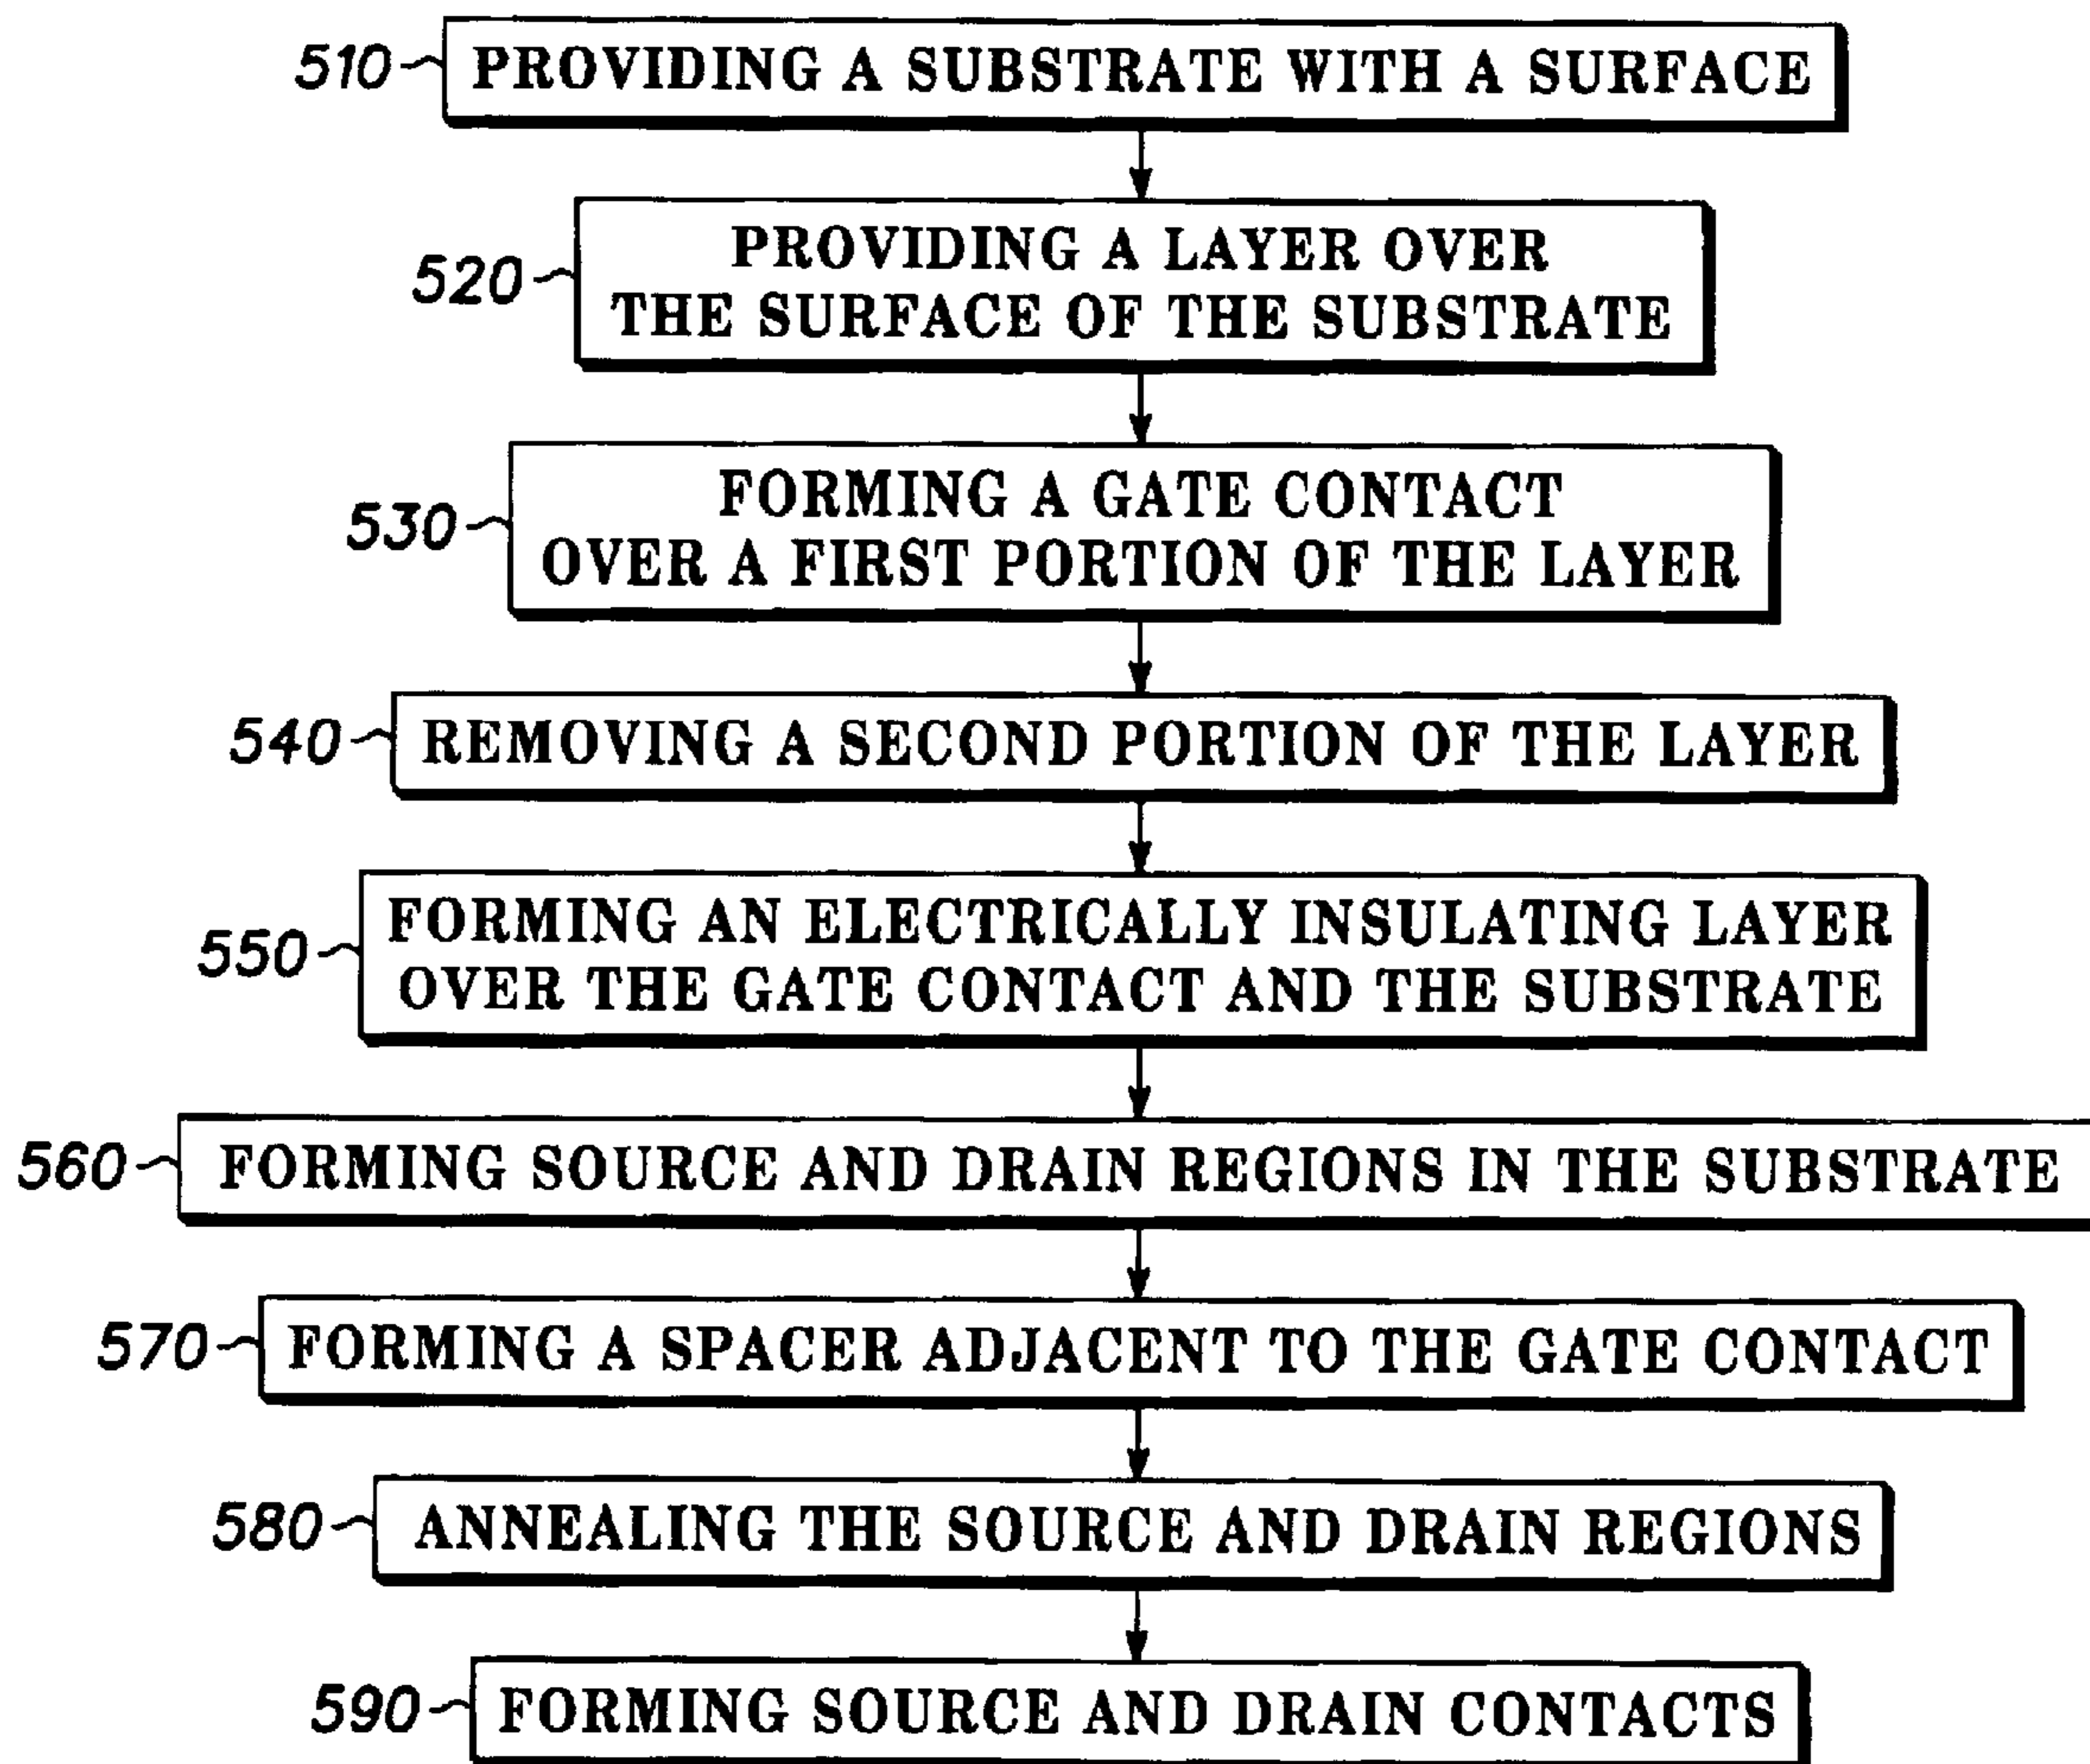 510 PROVIDING A SUBSTRATE WITH A SURFACE
520 PROVIDING A LAYER OVER
THE SURFACE OF THE SUBSTRATE
530 FORMING A GATE CONTACT
OVER A FIRST PORTION OF THE LAYER
540 REMOVING A SECOND PORTION OF THE LAYER
550 FORMING AN ELECTRICALLY INSULATING LAYER
OVER THE GATE CONTACT AND THE SUBSTRATE
560 FORMING SOURCE AND DRAIN REGIONS IN THE SUBSTRATE
570 FORMING A SPACER ADJACENT TO THE GATE CONTACT
580 ANNEALING THE SOURCE AND DRAIN REGIONS
590 FORMING SOURCE AND DRAIN CONTACTS